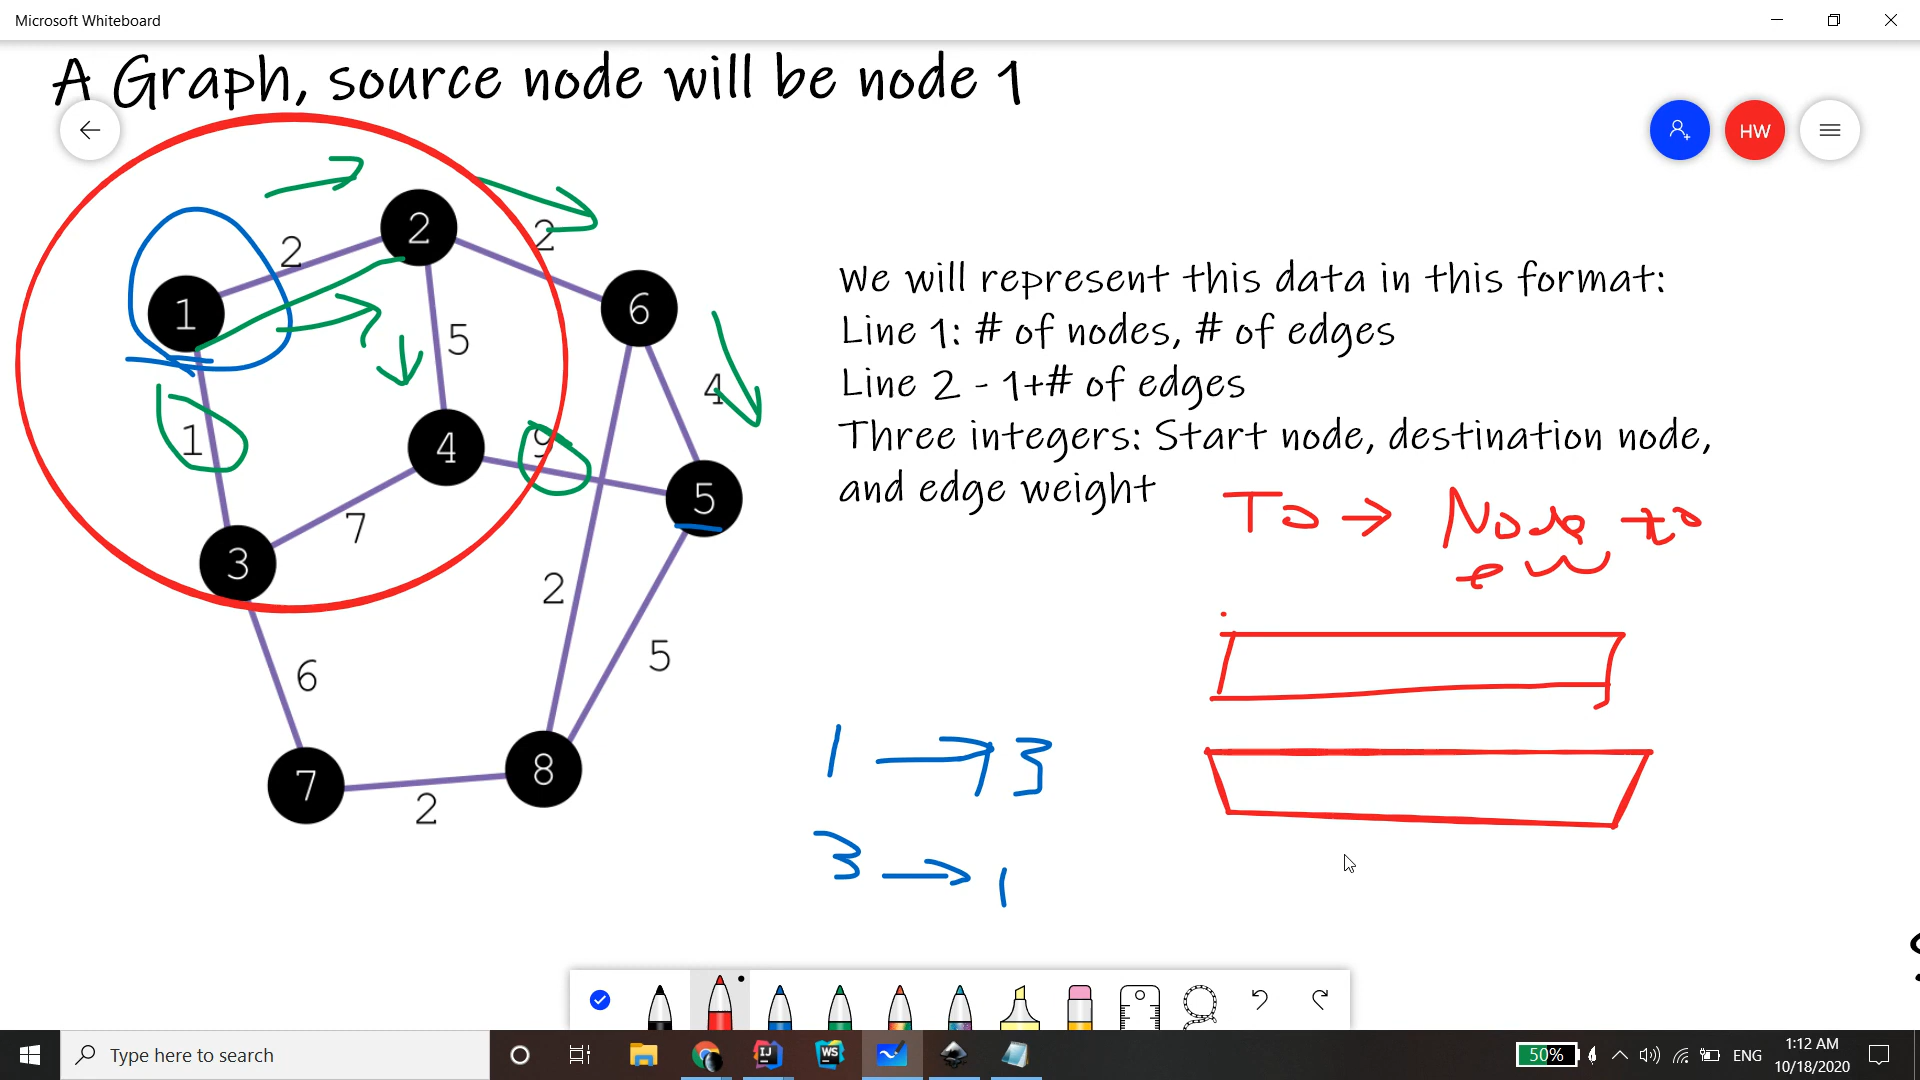 Microsoft Whiteboard
A Graph, source node will be node 1
HW
2
2
2
1
6
We will represent this data in this format:
Line 1: # of nodes, # of edges
5
4
Line 2 - 1+# of edges
1
4
9
Three integers: Start node, destination node,
5
and edge weight
To → Node to
7
3
2
5
6
1 → 3
7
8
2
3 → 1
Type here to search
50%
ENG
1:12 AM
10/18/2020